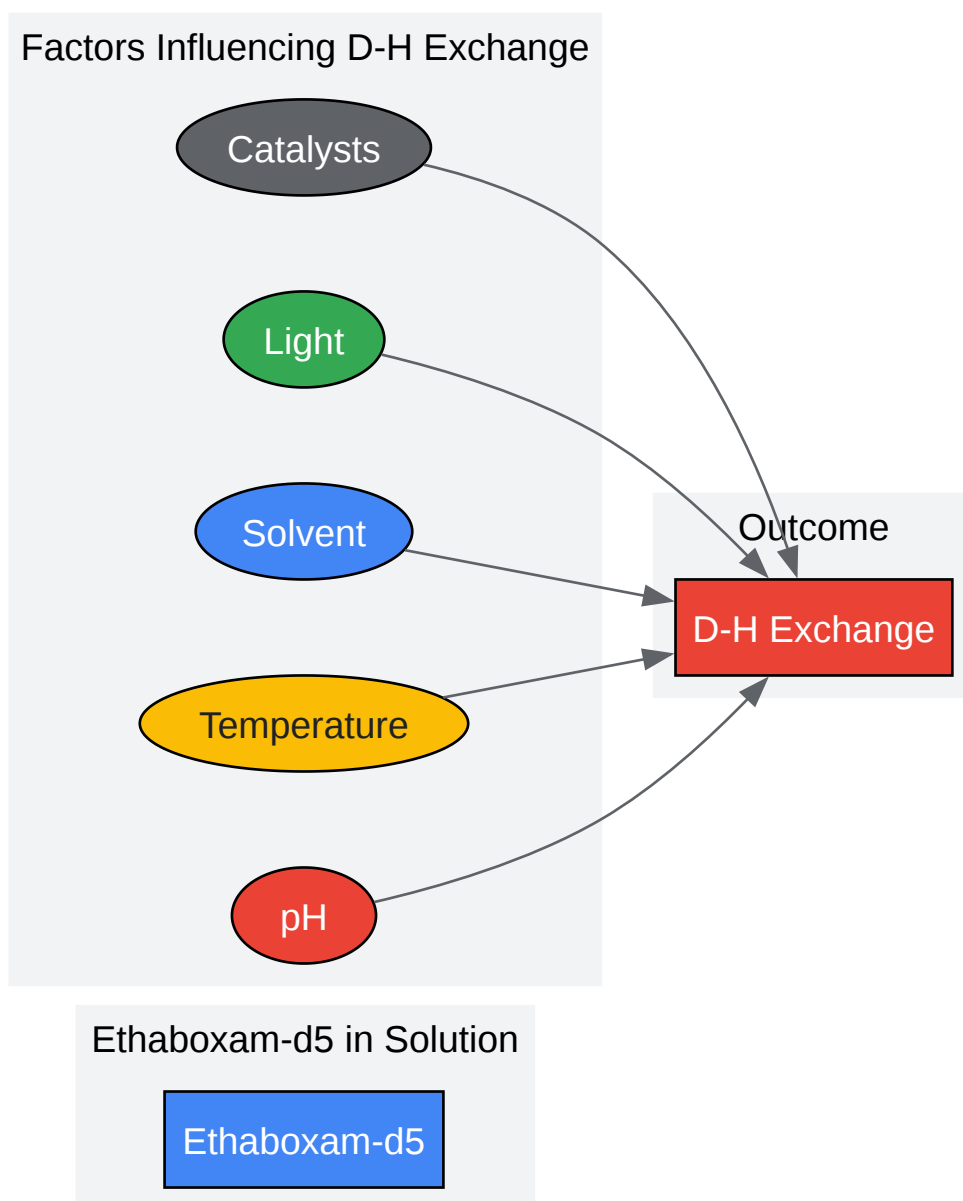 Factors Influencing D-H Exchange
Catalysts
Light
Solvent
Temperature
pH
Outcome
D-H Exchange
Ethaboxam-d5 in Solution
Ethaboxam-d5